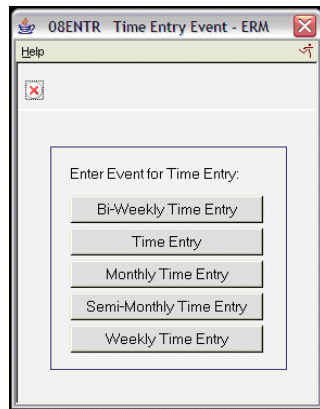 08ENTR Time Entry Event - ERM
Help
Enter Event for Time Entry:
Bi-Weekly Time Entry
Time Entry
Monthly Time Entry
Semi-Monthly Time Entry
Weekly Time Entry